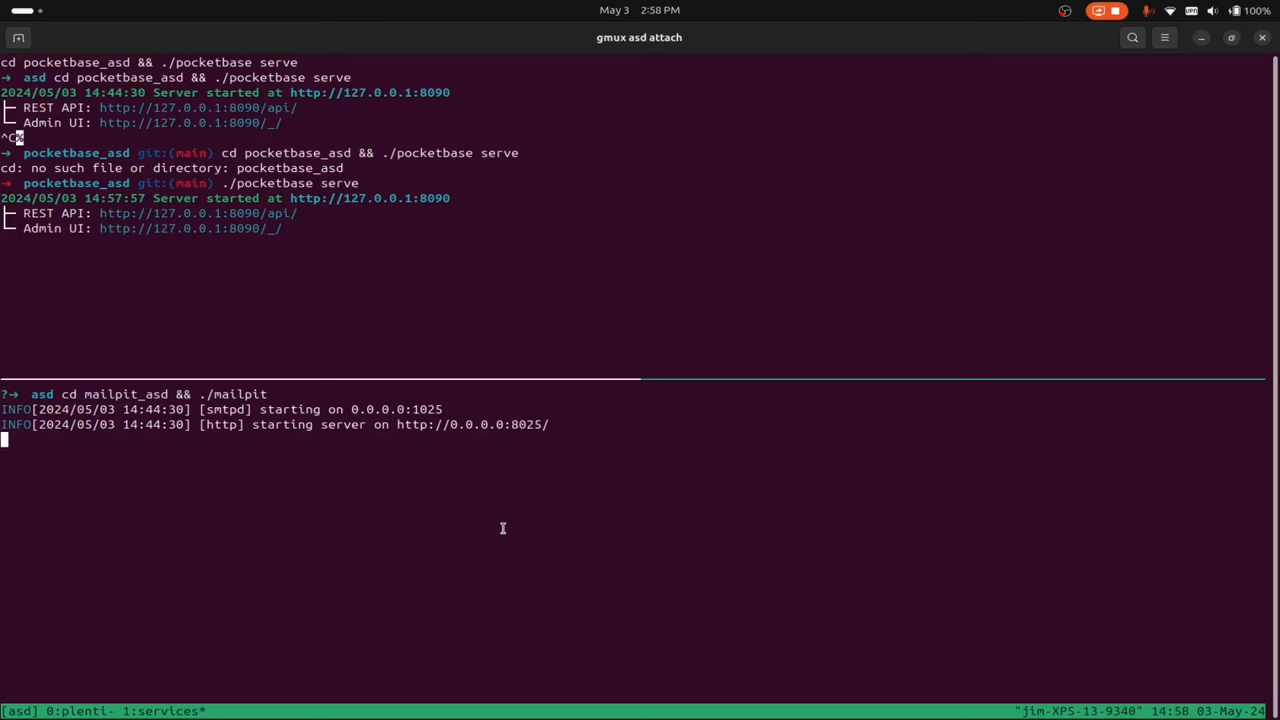 May 3 2:58 PM
VPN
100%
gmux asd attach
cd pocketbase_asd && ./pocketbase serve
➜ asd cd pocketbase_asd && ./pocketbase serve
2024/05/03 14:44:30 Server started at http://127.0.0.1:8090
├─ REST API: http://127.0.0.1:8090/api/
└─ Admin UI: http://127.0.0.1:8090/_/
^C%
➜ pocketbase_asd git:(main) cd pocketbase_asd && ./pocketbase serve
cd: no such file or directory: pocketbase_asd
➜ pocketbase_asd git:(main) ./pocketbase serve
2024/05/03 14:57:57 Server started at http://127.0.0.1:8090
├─ REST API: http://127.0.0.1:8090/api/
└─ Admin UI: http://127.0.0.1:8090/_/
?➜ asd cd mailpit_asd && ./mailpit
INFO[2024/05/03 14:44:30] [smtpd] starting on 0.0.0.0:1025
INFO[2024/05/03 14:44:30] [http] starting server on http://0.0.0.0:8025/
[asd] 0:plenti- 1:services* "jim-XPS-13-9340" 14:58 03-May-24